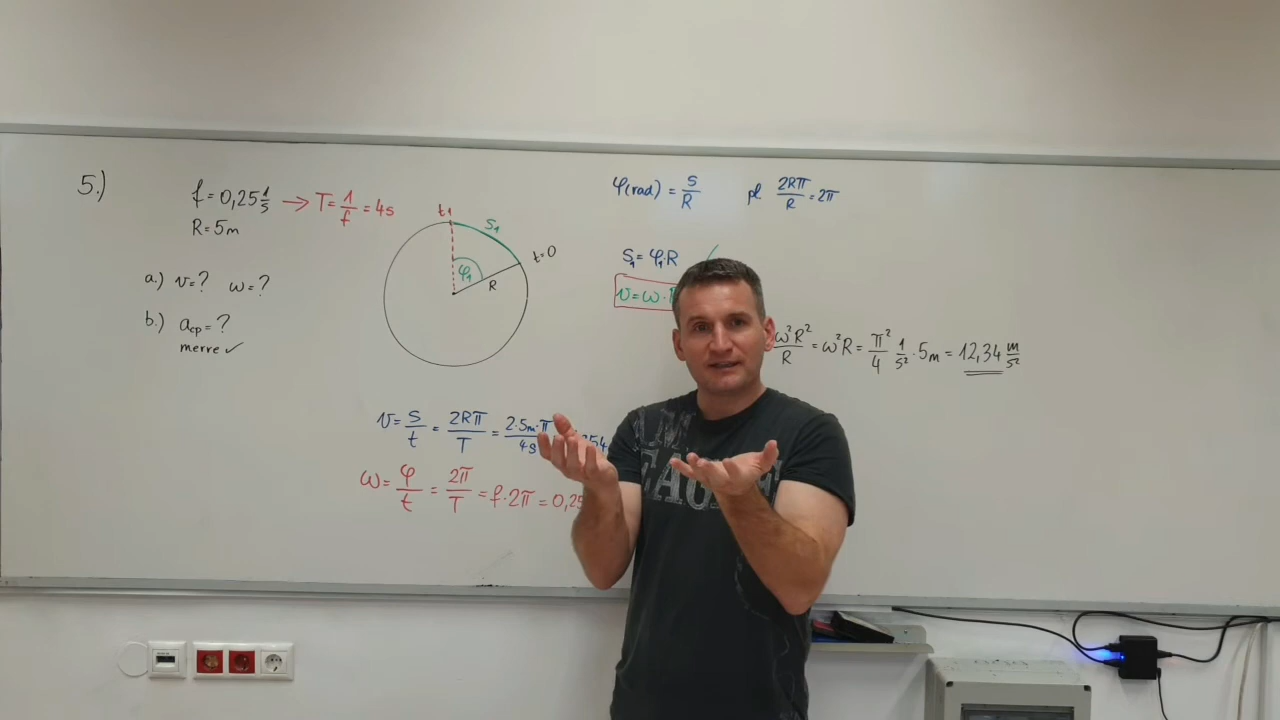 5.)
f = 0,25 1/s → T = 1/f = 4s
R = 5m
a.) v = ? ω = ?
b.) a_cp = ?
merre ✓
t₁
S₁
t=0
φ₁
R
φ(rad) = S/R pl 2Rπ/R = 2π
S₁ = φ₁·R
v = ω·
ω²R²/R = ω²R = π²/4 1/s² · 5m = 12,34 m/s²
v = S/t = 2Rπ/T = 2·5m·π/4s
ω = φ/t = 2π/T = f·2π = 0,25